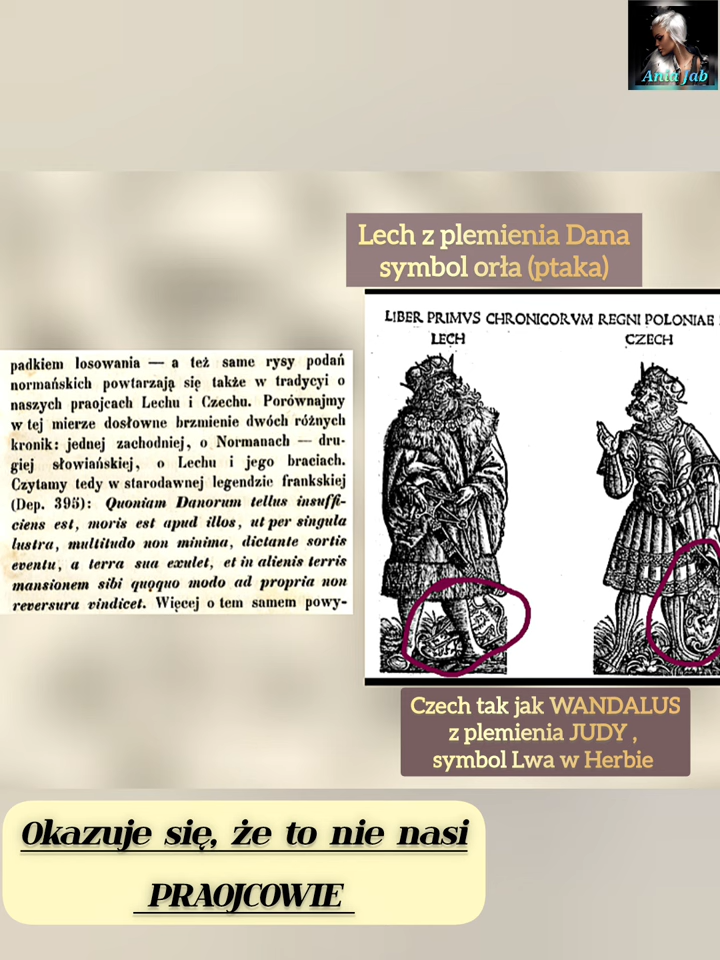 Ania Jab
Lech z plemienia Dana
symbol orła (ptaka)
LIBER PRIMVS CHRONICORVM REGNI POLONIAE
LECH
CZECH
padkiem losowania — a też same rysy podań
normańskich powtarzają się także w tradycyi o
naszych praojcach Lechu i Czechu. Porównajmy
w tej mierze dosłowne brzmienie dwóch różnych
kronik: jednej zachodniej, o Normanach — dru-
giej słowiańskiej, o Lechu i jego braciach.
Czytamy tedy w starodawnej legendzie frankskiej
(Dep. 395): Quoniam Danorum tellus insuffi-
ciens est, moris est apud illos, ut per singula
lustra, multitudo non minima, dictante sortis
eventu, a terra sua exulet, et in alienis terris
mansionem sibi quoquo modo ad propria non
reversura vindicet. Więcej o tem samem powy-
Czech tak jak WANDALUS
z plemienia JUDY ,
symbol Lwa w Herbie
Okazuje się, że to nie nasi
PRAOJCOWIE